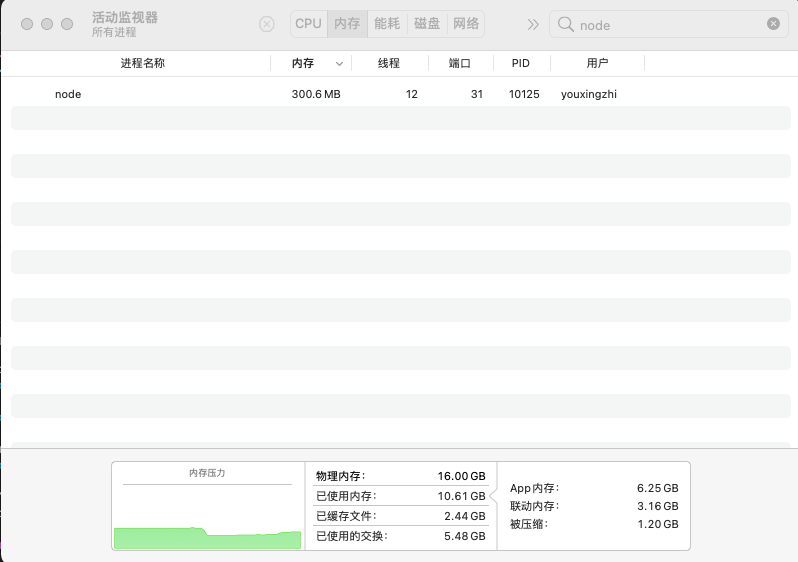 活动监视器
所有进程
CPU 内存 能耗 磁盘 网络
node
进程名称 内存 线程 端口 PID 用户
node 300.6 MB 12 31 10125 youxingzhi
内存压力
物理内存: 16.00 GB
已使用内存: 10.61 GB
已缓存文件: 2.44 GB
已使用的交换: 5.48 GB
App 内存: 6.25 GB
联动内存: 3.16 GB
被压缩: 1.20 GB